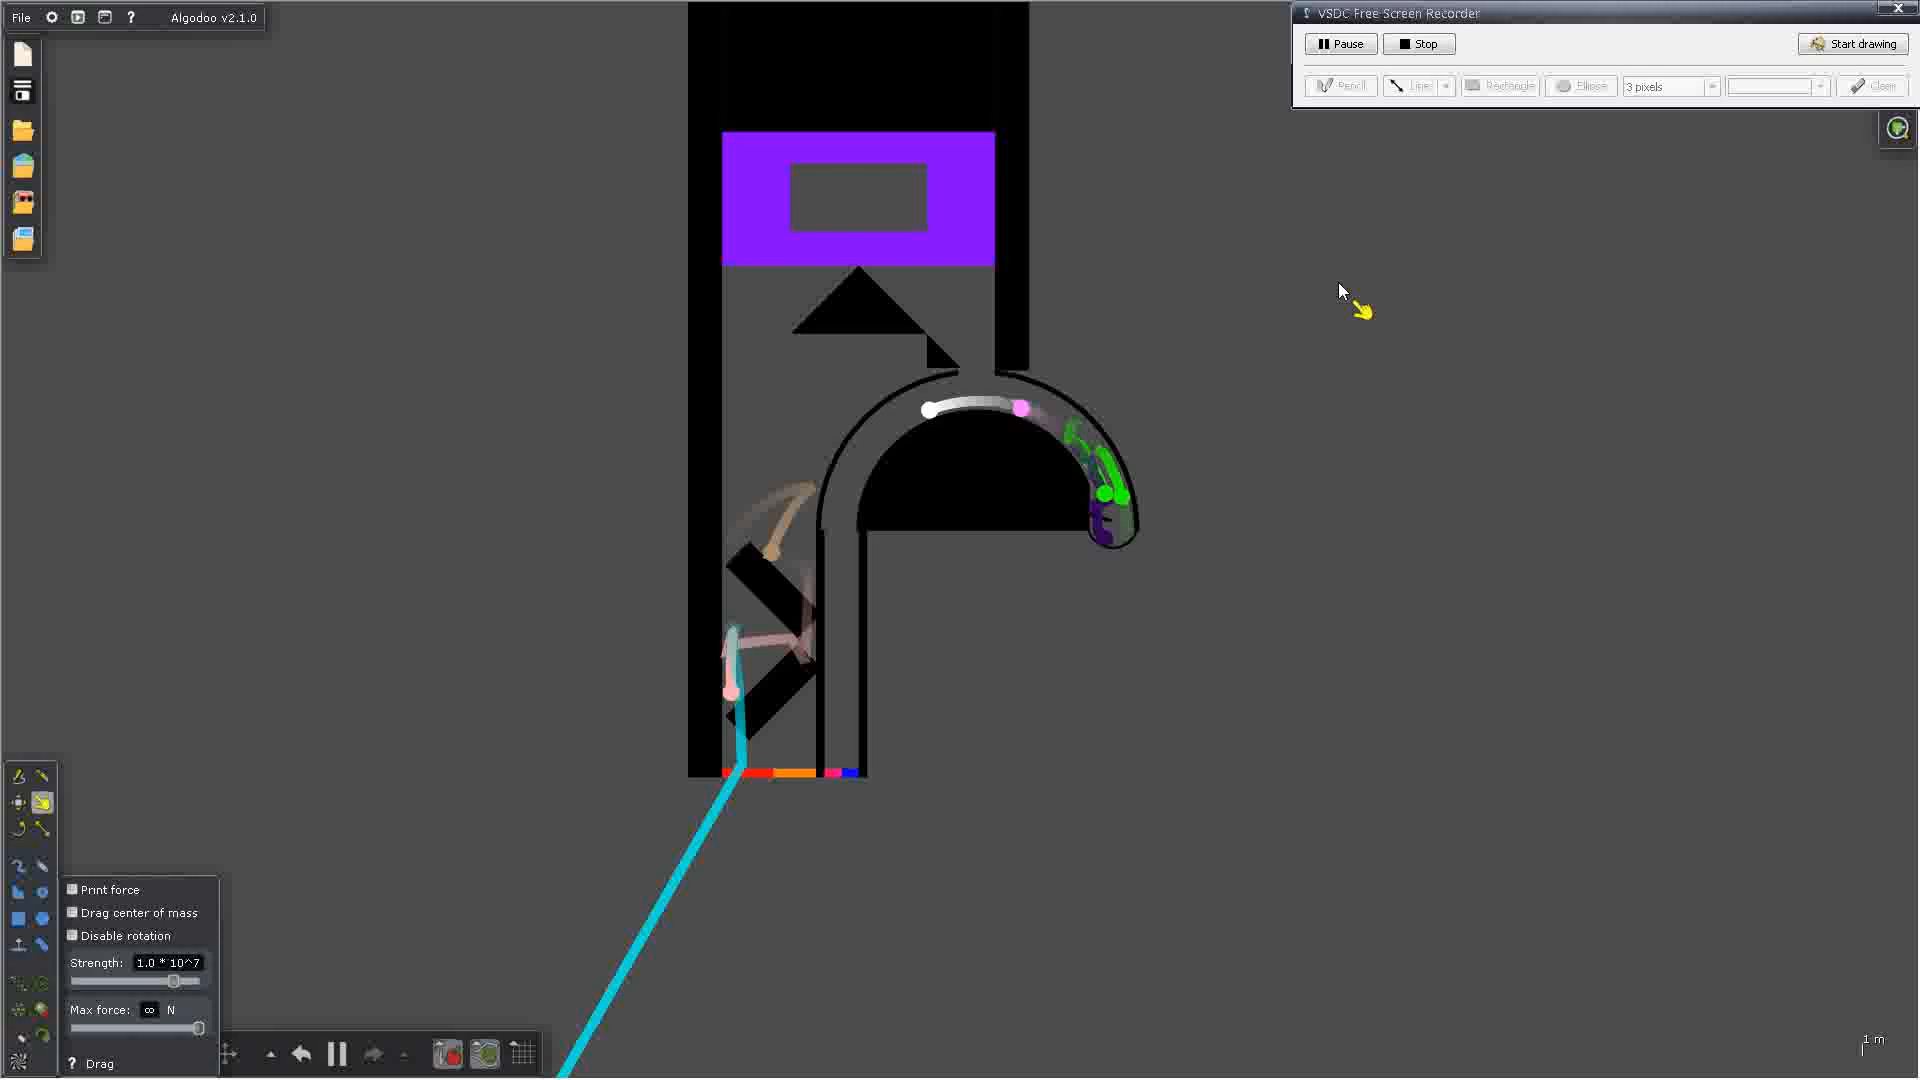 File ? Algodoo v2.1.0
VSDC Free Screen Recorder
Pause Stop Start drawing
Pencil Line Rectangle Ellipse 3 pixels Clean
Print force
Drag center of mass
Disable rotation
Strength: 1.0 * 10^7
Max force: ∞ N
? Drag
1 m